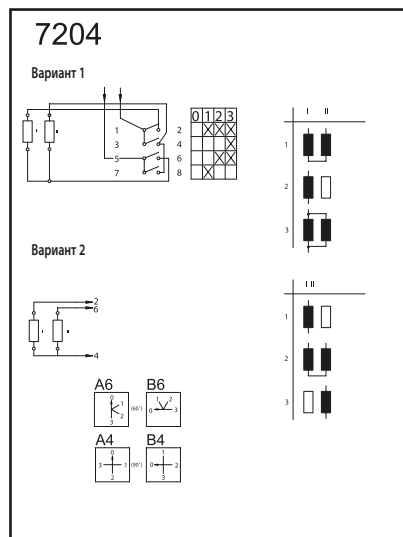 7204
Вариант 1
I II
0 1 2 3
1 2 X X X
3 4 X
5 6 X X
7 8 X
I II
1
2
3
Вариант 2
2
6
I II
4
I II
1
2
3
A6 B6
0 1 2 3 (60°) 0 1 2 3
A4 B4
0 3 1 2 (90°) 1 0 2 3